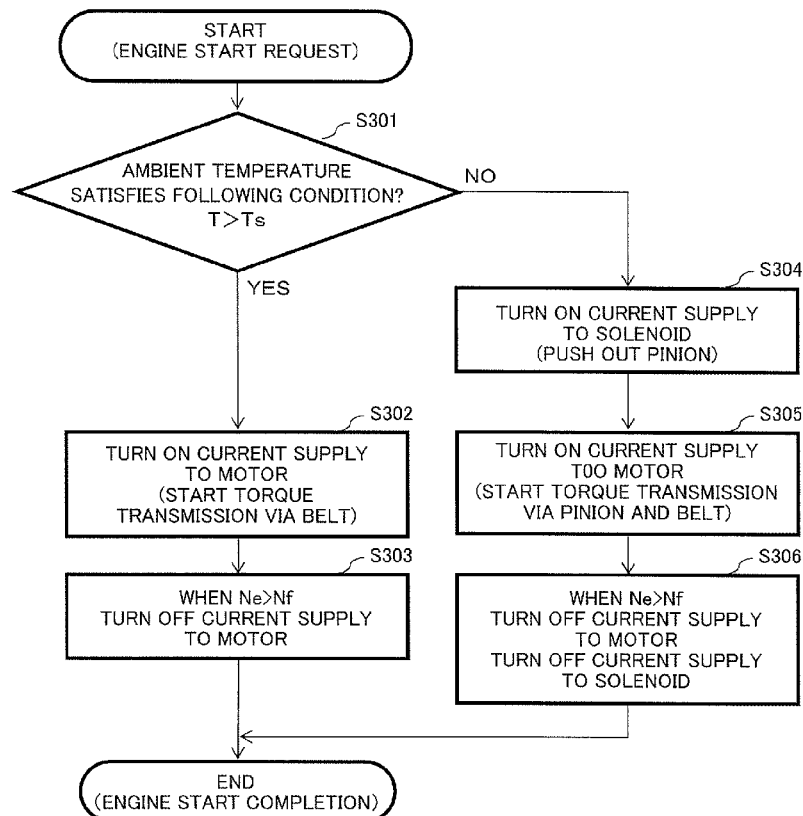 START
(ENGINE START REQUEST)
S301
AMBIENT TEMPERATURE
SATISFIES FOLLOWING CONDITION?
T>Ts
NO
YES
S304
TURN ON CURRENT SUPPLY
TO SOLENOID
(PUSH OUT PINION)
S302
TURN ON CURRENT SUPPLY
TO MOTOR
(START TORQUE
TRANSMISSION VIA BELT)
S305
TURN ON CURRENT SUPPLY
T0O MOTOR
(START TORQUE TRANSMISSION
VIA PINION AND BELT)
S303
WHEN Ne>Nf
TURN OFF CURRENT SUPPLY
TO MOTOR
S306
WHEN Ne>Nf
TURN OFF CURRENT SUPPLY
TO MOTOR
TURN OFF CURRENT SUPPLY
TO SOLENOID
END
(ENGINE START COMPLETION)